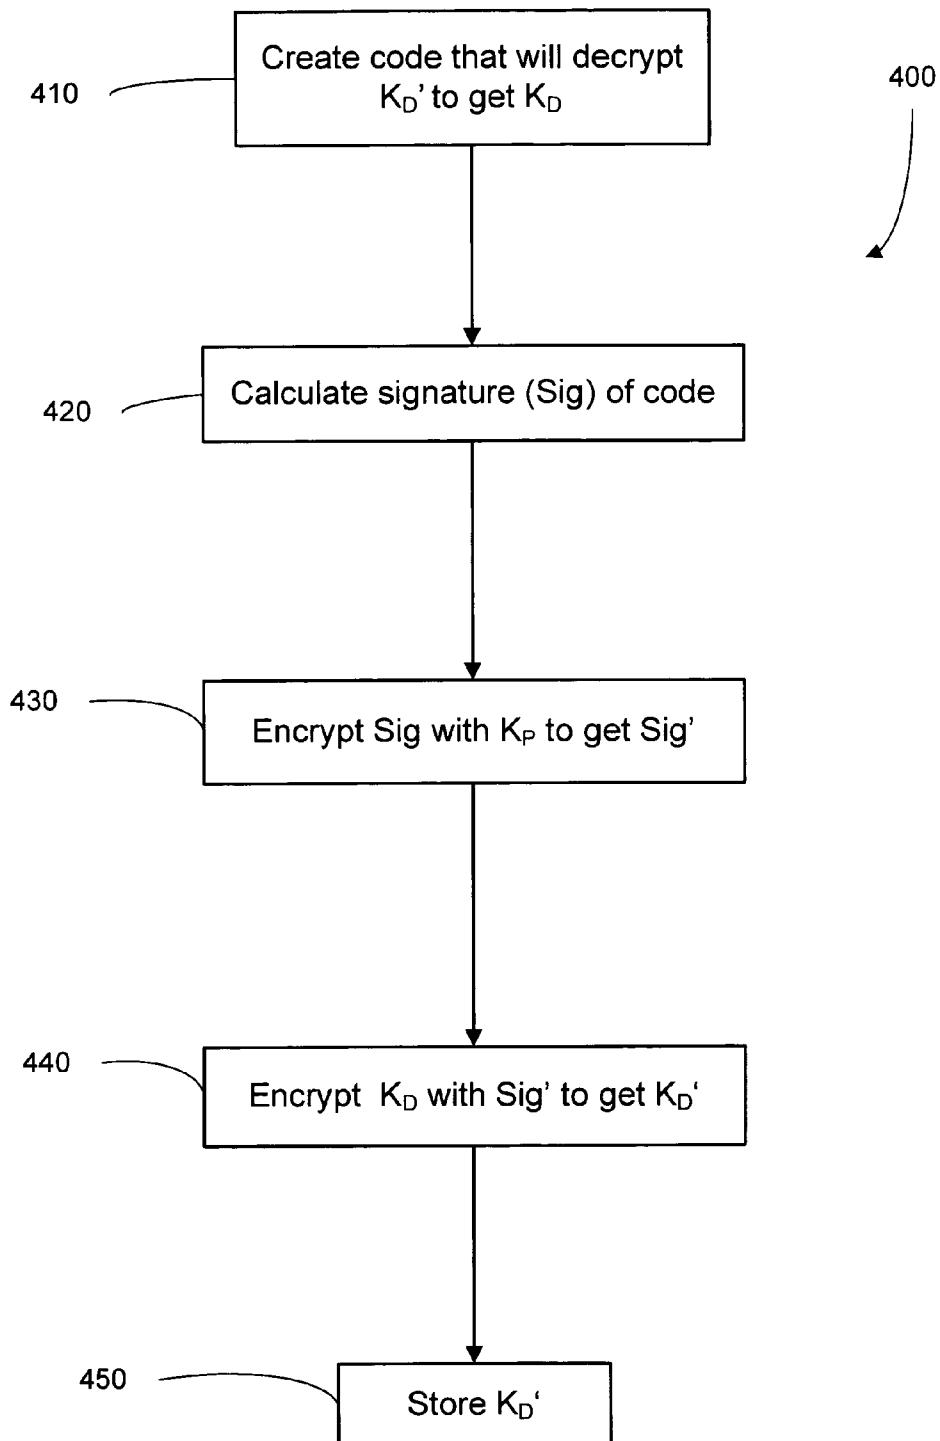 Create code that will decrypt
K_D’ to get K_D
410
400
Calculate signature (Sig) of code
420
430
Encrypt Sig with K_P to get Sig’
440
Encrypt K_D with Sig’ to get K_D‘
450
Store K_D‘